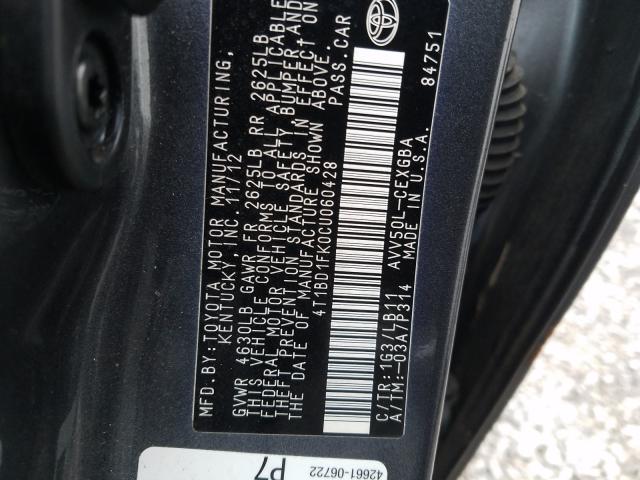 MFD.BY:TOYOTA MOTOR MANUFACTURING,
KENTUCKY, INC. 11/12
GVWR 4630LB GAWR FR 2625LB RR 2625LB
THIS VEHICLE CONFORMS TO ALL APPLICABLE
FEDERAL MOTOR VEHICLE SAFETY, BUMPER AND
THEFT PREVENTION STANDARDS IN EFFECT ON
THE DATE OF MANUFACTURE SHOWN ABOVE.
4T1BD1FK0CU060428 PASS.CAR
C/TR:1G3/LB11 AVV50L-CEXGBA
A/TM:-03A7P314 MADE IN U.S.A. 84751
42661-06722
P7